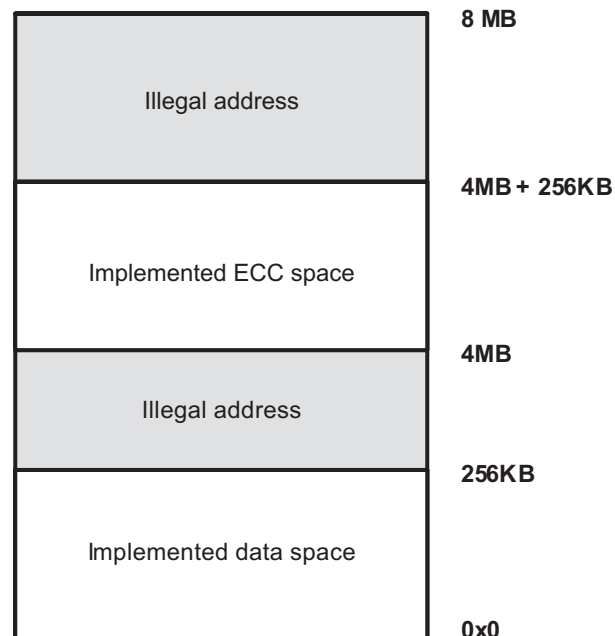 8 MB
Illegal address
4MB + 256KB
Implemented ECC space
4MB
Illegal address
256KB
Implemented data space
0x0